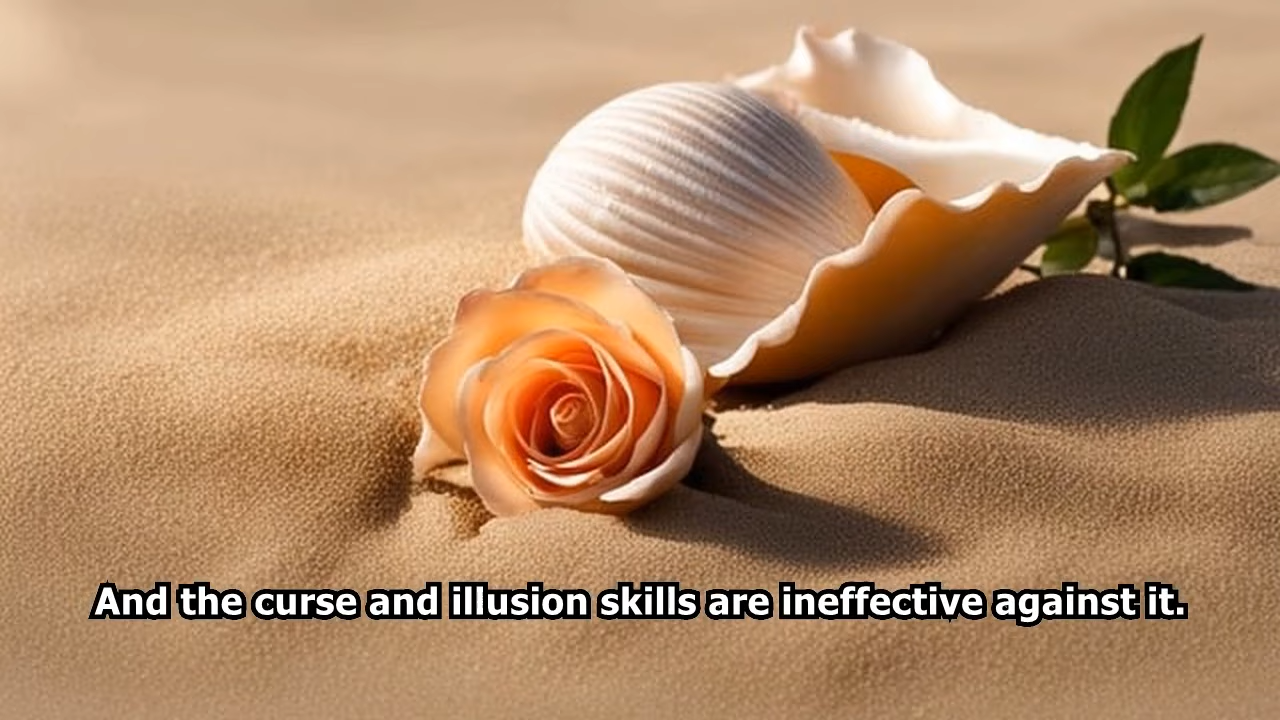 And the curse and illusion skills are ineffective against it.